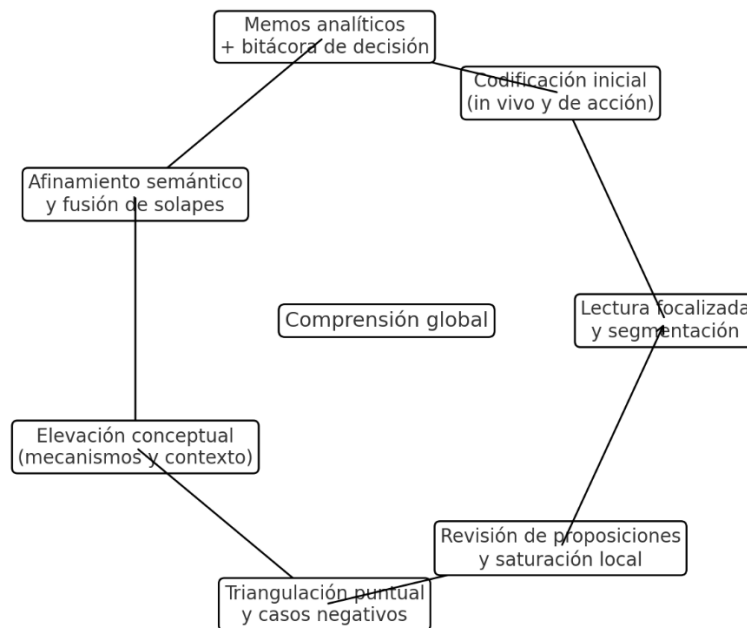 Memos analíticos
+ bitácora de decisión
Codificación inicial
(in vivo y de acción)
Afinamiento semántico
y fusión de solapes
Comprensión global
Lectura focalizada
y segmentación
Elevación conceptual
(mecanismos y contexto)
Revisión de proposiciones
y saturación local
Triangulación puntual
y casos negativos